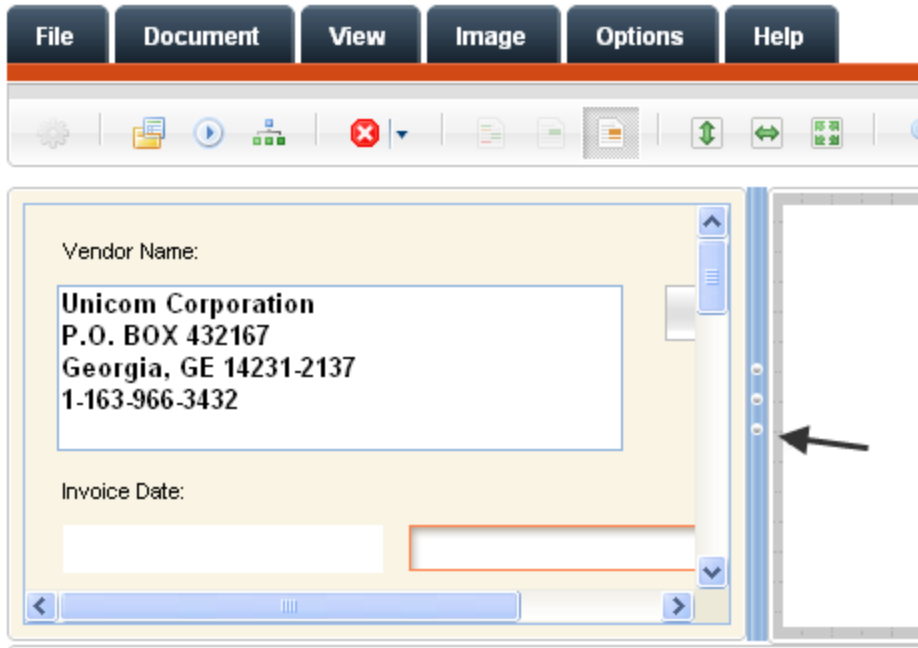 File Document View Image Options Help
Vendor Name:
Unicom Corporation
P.O. BOX 432167
Georgia, GE 14231-2137
1-163-966-3432
Invoice Date: